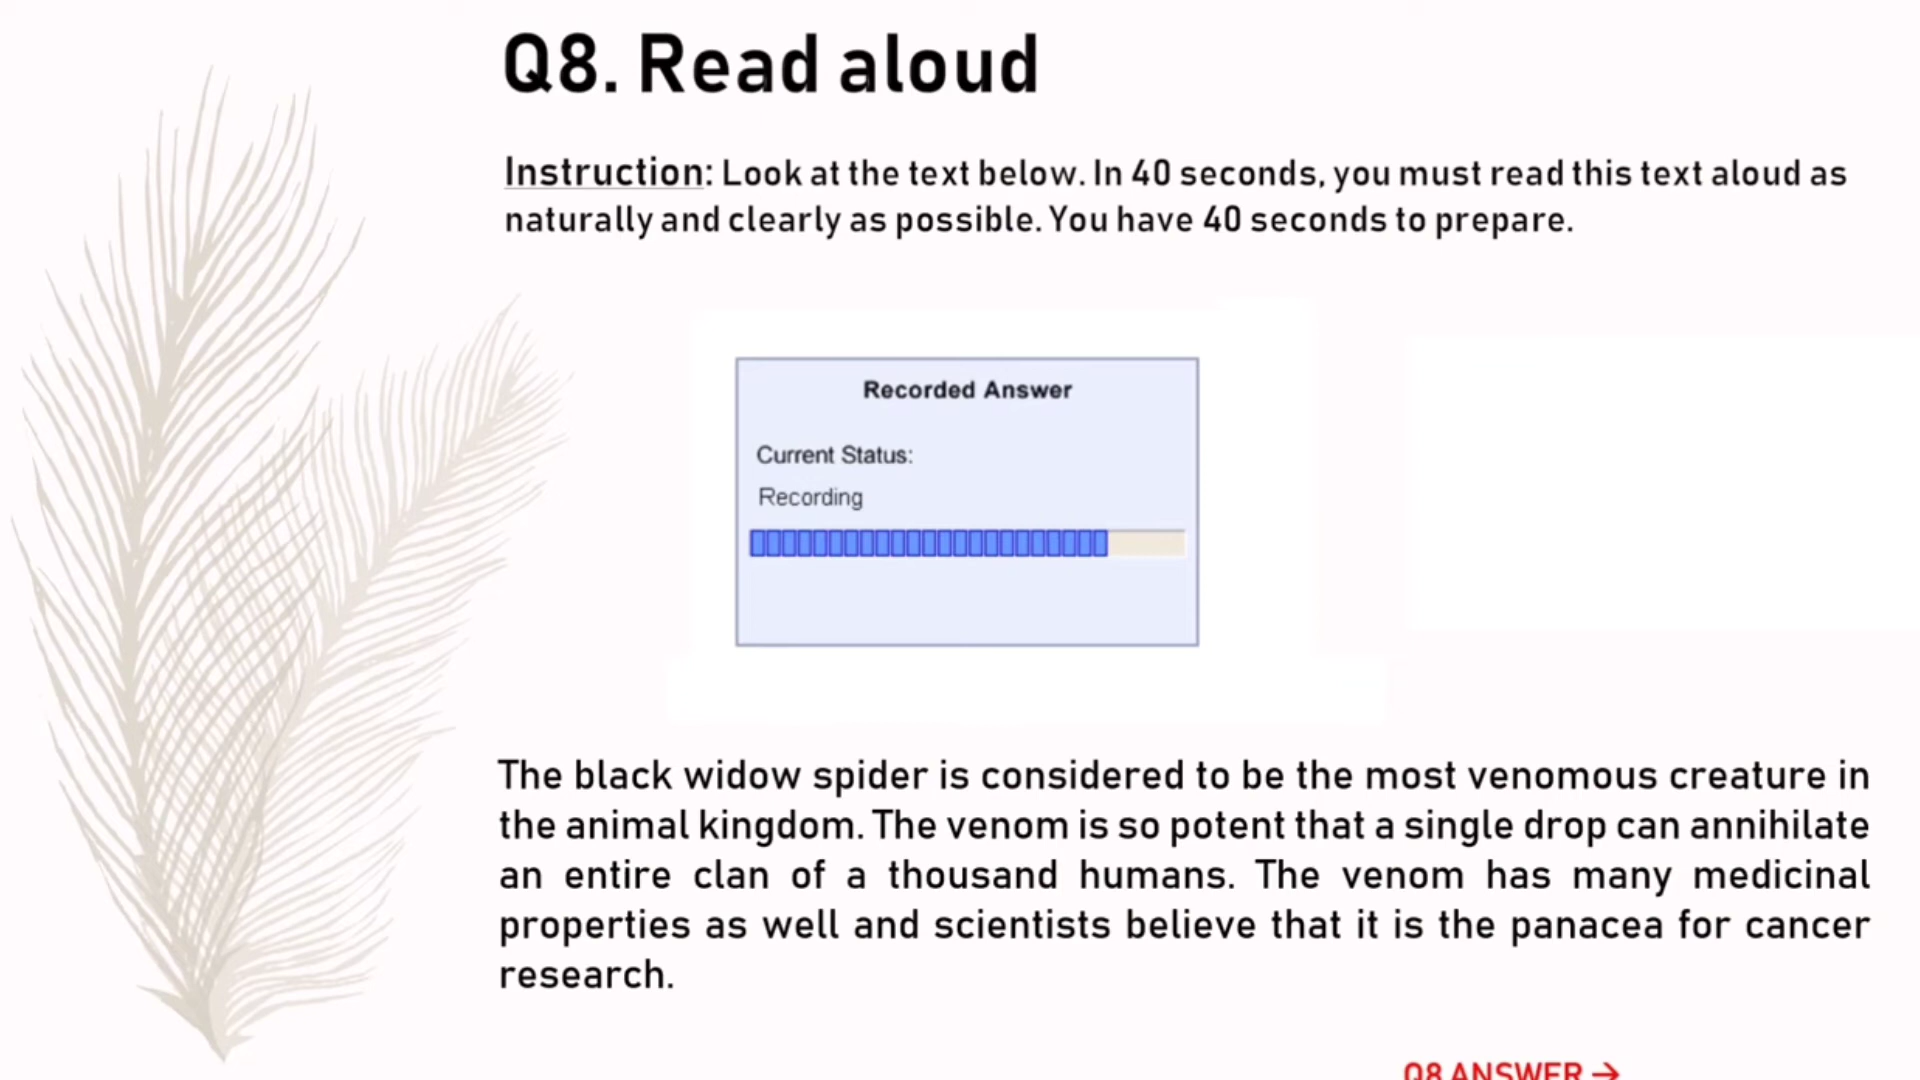 Q8. Read aloud
Instruction: Look at the text below. In 40 seconds, you must read this text aloud as
naturally and clearly as possible. You have 40 seconds to prepare.
Recorded Answer
Current Status:
Recording
The black widow spider is considered to be the most venomous creature in
the animal kingdom. The venom is so potent that a single drop can annihilate
an entire clan of a thousand humans. The venom has many medicinal
properties as well and scientists believe that it is the panacea for cancer
research.
Q8 ANSWER →